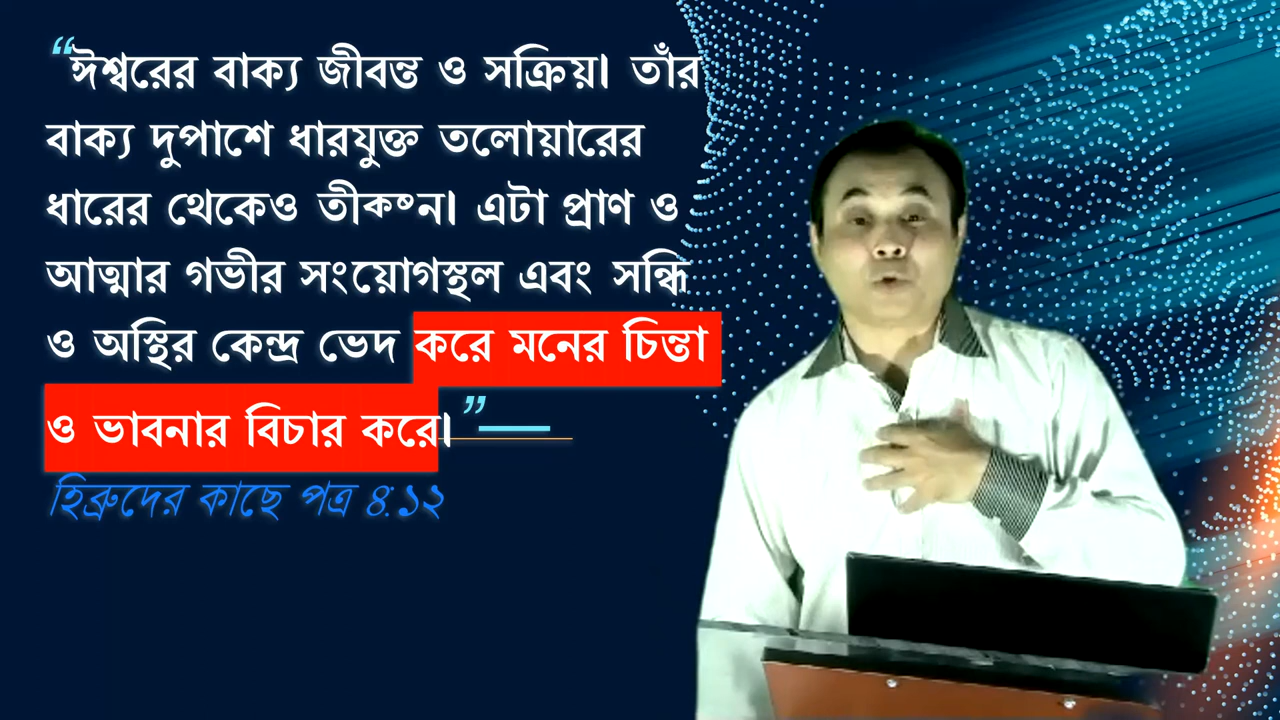 “ঈশ্বরের বাক্য জীবন্ত ও সক্রিয়। তাঁর
বাক্য দুপাশে ধারযুক্ত তলোয়ারের
ধারের থেকেও তীক্ষ্ন। এটা প্রাণ ও
আত্মার গভীর সংয়োগস্থল এবং সন্ধি
ও অস্থির কেন্দ্র ভেদ করে মনের চিন্তা
ও ভাবনার বিচার করে। ”——
হিব্রুদের কাছে পত্র ৪:১২